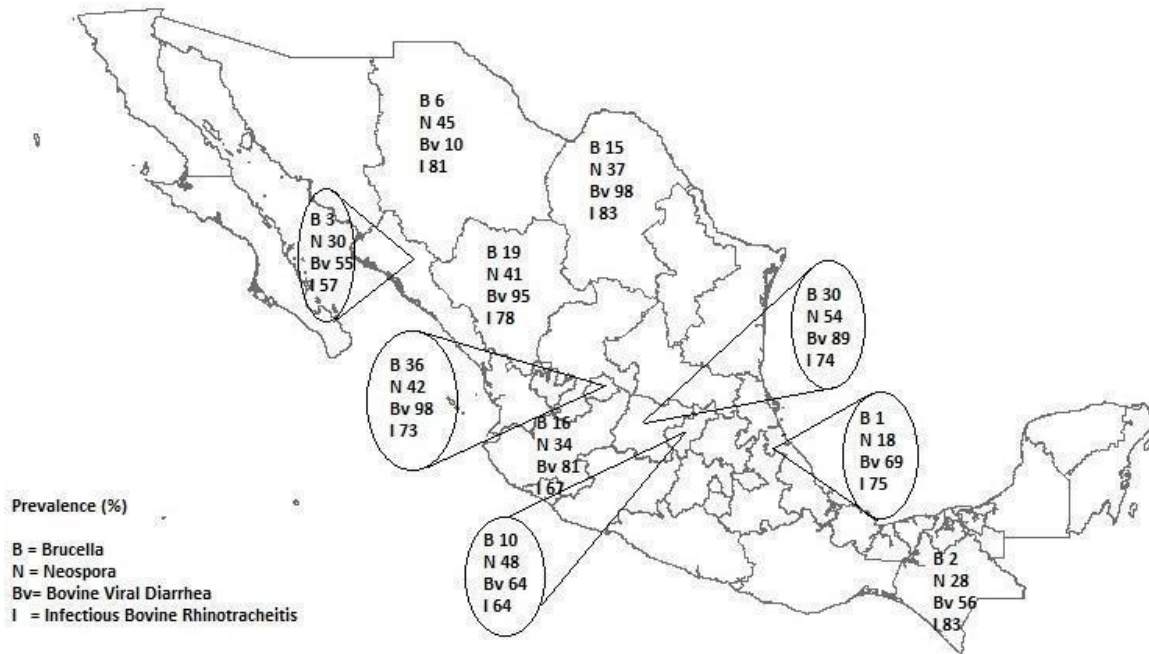 B 6
N 45
Bv 10
I 81
B 15
N 37
Bv 98
I 83
B 3
N 30
Bv 55
I 57
B 19
N 41
Bv 95
I 78
B 30
N 54
Bv 89
I 74
B 36
N 42
Bv 98
I 73
B 16
N 34
Bv 81
I 67
B 1
N 18
Bv 69
I 75
B 10
N 48
Bv 64
I 64
B 2
N 28
Bv 56
I 83
Prevalence (%)
B = Brucella
N = Neospora
Bv= Bovine Viral Diarrhea
I = Infectious Bovine Rhinotracheitis